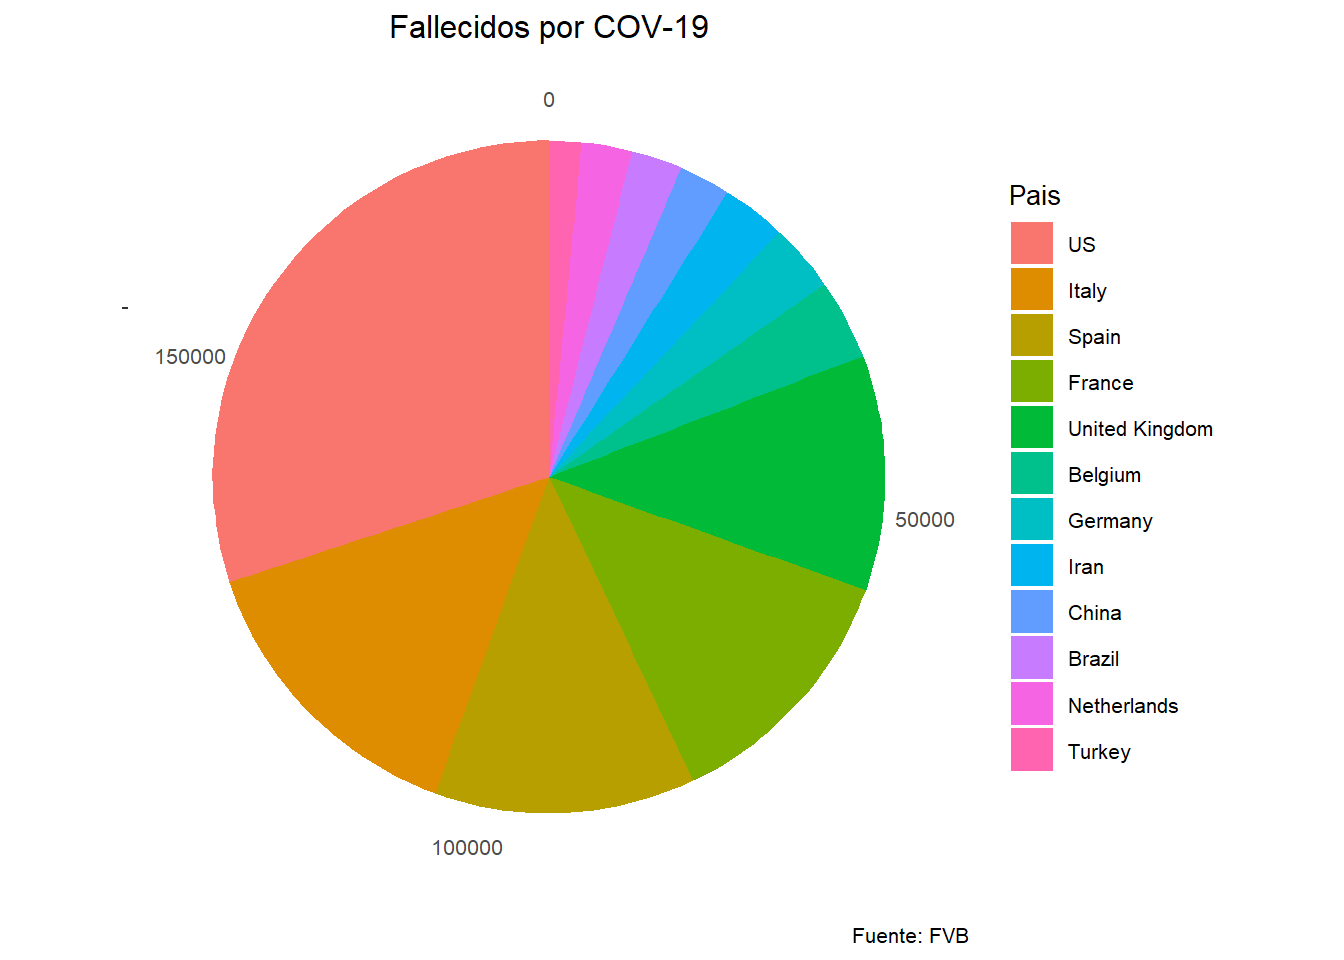 Fallecidos por COV-19
0
50000
100000
150000
-
Pais
US
Italy
Spain
France
United Kingdom
Belgium
Germany
Iran
China
Brazil
Netherlands
Turkey
Fuente: FVB